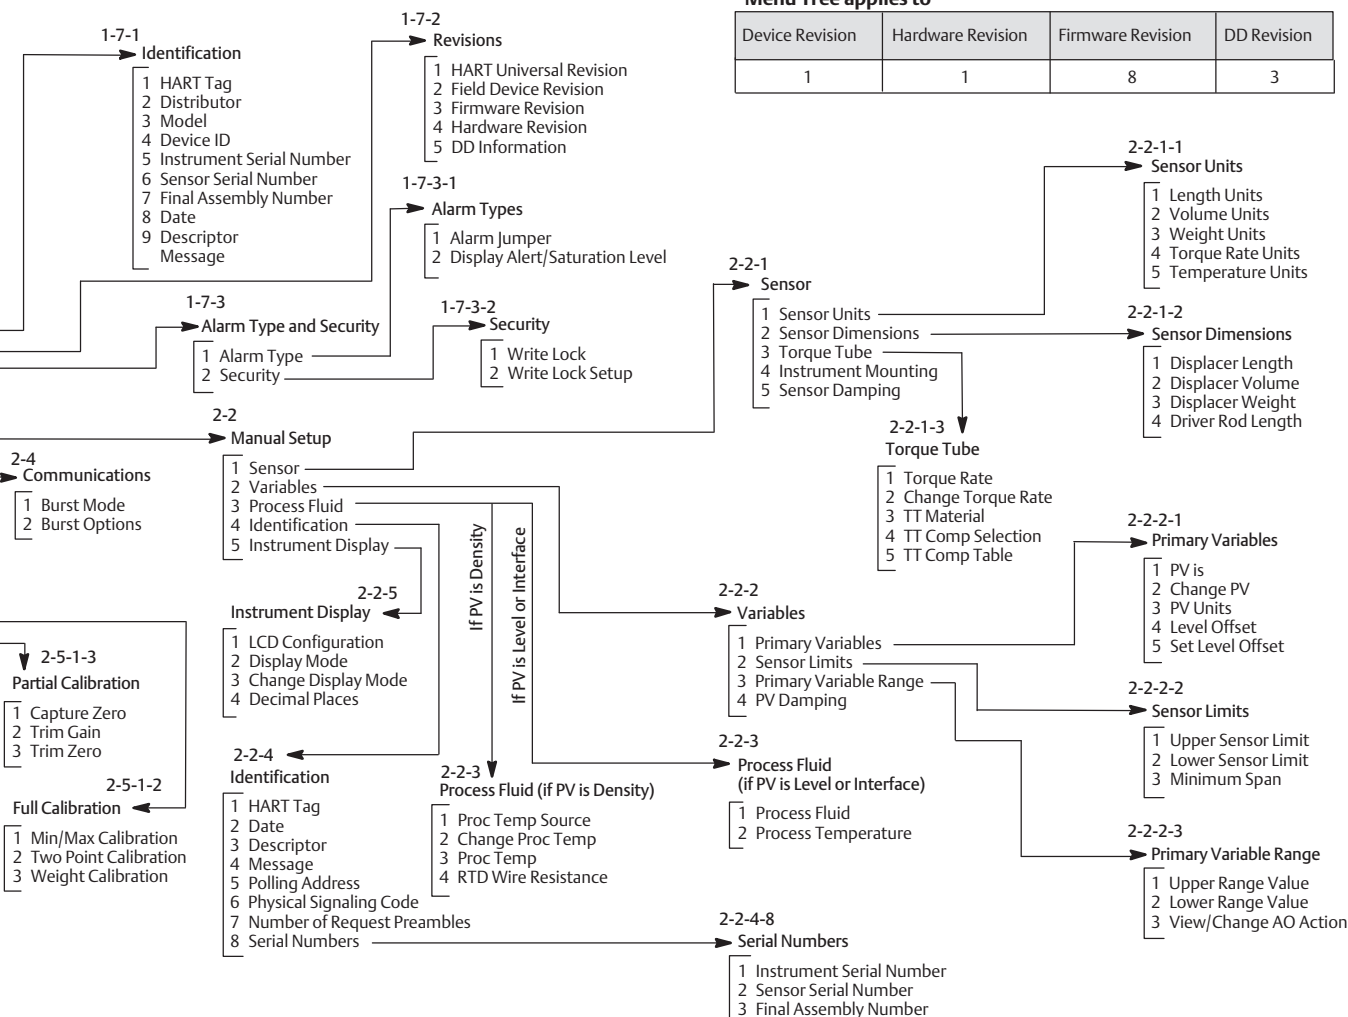 Menu Tree applies to
Device Revision Hardware Revision Firmware Revision DD Revision
1 1 8 3
1-7-1
Identification
1 HART Tag
2 Distributor
3 Model
4 Device ID
5 Instrument Serial Number
6 Sensor Serial Number
7 Final Assembly Number
8 Date
9 Descriptor
Message
1-7-2
Revisions
1 HART Universal Revision
2 Field Device Revision
3 Firmware Revision
4 Hardware Revision
5 DD Information
1-7-3-1
Alarm Types
1 Alarm Jumper
2 Display Alert/Saturation Level
1-7-3
Alarm Type and Security
1 Alarm Type
2 Security
1-7-3-2
Security
1 Write Lock
2 Write Lock Setup
2-2
Manual Setup
1 Sensor
2 Variables
3 Process Fluid
4 Identification
5 Instrument Display
2-4
Communications
1 Burst Mode
2 Burst Options
If PV is Density
If PV is Level or Interface
2-2-5
Instrument Display
1 LCD Configuration
2 Display Mode
3 Change Display Mode
4 Decimal Places
2-5-1-3
Partial Calibration
1 Capture Zero
2 Trim Gain
3 Trim Zero
2-5-1-2
Full Calibration
1 Min/Max Calibration
2 Two Point Calibration
3 Weight Calibration
2-2-4
Identification
1 HART Tag
2 Date
3 Descriptor
4 Message
5 Polling Address
6 Physical Signaling Code
7 Number of Request Preambles
8 Serial Numbers
2-2-3
Process Fluid (if PV is Density)
1 Proc Temp Source
2 Change Proc Temp
3 Proc Temp
4 RTD Wire Resistance
2-2-1
Sensor
1 Sensor Units
2 Sensor Dimensions
3 Torque Tube
4 Instrument Mounting
5 Sensor Damping
2-2-1-1
Sensor Units
1 Length Units
2 Volume Units
3 Weight Units
4 Torque Rate Units
5 Temperature Units
2-2-1-2
Sensor Dimensions
1 Displacer Length
2 Displacer Volume
3 Displacer Weight
4 Driver Rod Length
2-2-1-3
Torque Tube
1 Torque Rate
2 Change Torque Rate
3 TT Material
4 TT Comp Selection
5 TT Comp Table
2-2-2
Variables
1 Primary Variables
2 Sensor Limits
3 Primary Variable Range
4 PV Damping
2-2-2-1
Primary Variables
1 PV is
2 Change PV
3 PV Units
4 Level Offset
5 Set Level Offset
2-2-2-2
Sensor Limits
1 Upper Sensor Limit
2 Lower Sensor Limit
3 Minimum Span
2-2-3
Process Fluid
(if PV is Level or Interface)
1 Process Fluid
2 Process Temperature
2-2-2-3
Primary Variable Range
1 Upper Range Value
2 Lower Range Value
3 View/Change AO Action
2-2-4-8
Serial Numbers
1 Instrument Serial Number
2 Sensor Serial Number
3 Final Assembly Number